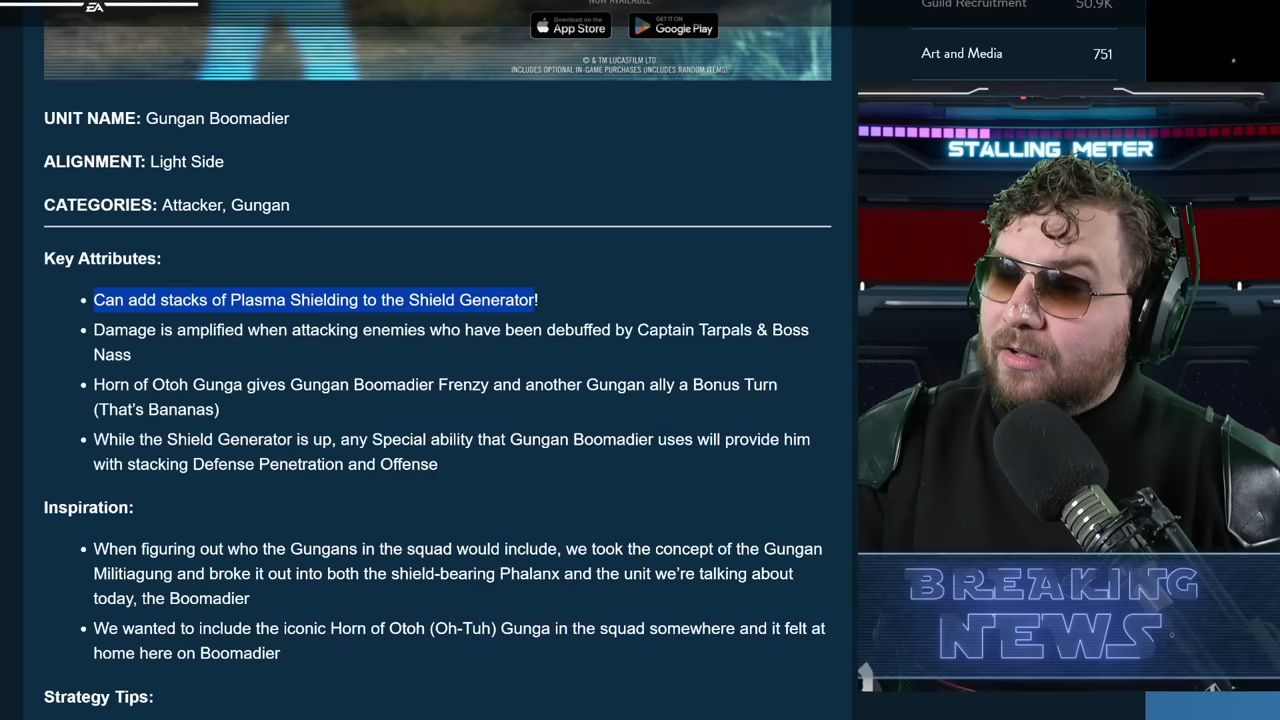 EA
NOW AVAILABLE
Download on the
App Store
GET IT ON
Google Play
© & TM LUCASFILM LTD.
INCLUDES OPTIONAL IN-GAME PURCHASES (INCLUDES RANDOM ITEMS).
Guild Recruitment 50.9K
Art and Media 751
UNIT NAME: Gungan Boomadier
ALIGNMENT: Light Side
CATEGORIES: Attacker, Gungan
Key Attributes:
• Can add stacks of Plasma Shielding to the Shield Generator!
• Damage is amplified when attacking enemies who have been debuffed by Captain Tarpals & Boss
Nass
• Horn of Otoh Gunga gives Gungan Boomadier Frenzy and another Gungan ally a Bonus Turn
(That's Bananas)
• While the Shield Generator is up, any Special ability that Gungan Boomadier uses will provide him
with stacking Defense Penetration and Offense
Inspiration:
• When figuring out who the Gungans in the squad would include, we took the concept of the Gungan
Militiagung and broke it out into both the shield-bearing Phalanx and the unit we're talking about
today, the Boomadier
• We wanted to include the iconic Horn of Otoh (Oh-Tuh) Gunga in the squad somewhere and it felt at
home here on Boomadier
Strategy Tips:
STALLING METER
BREAKING
NEWS